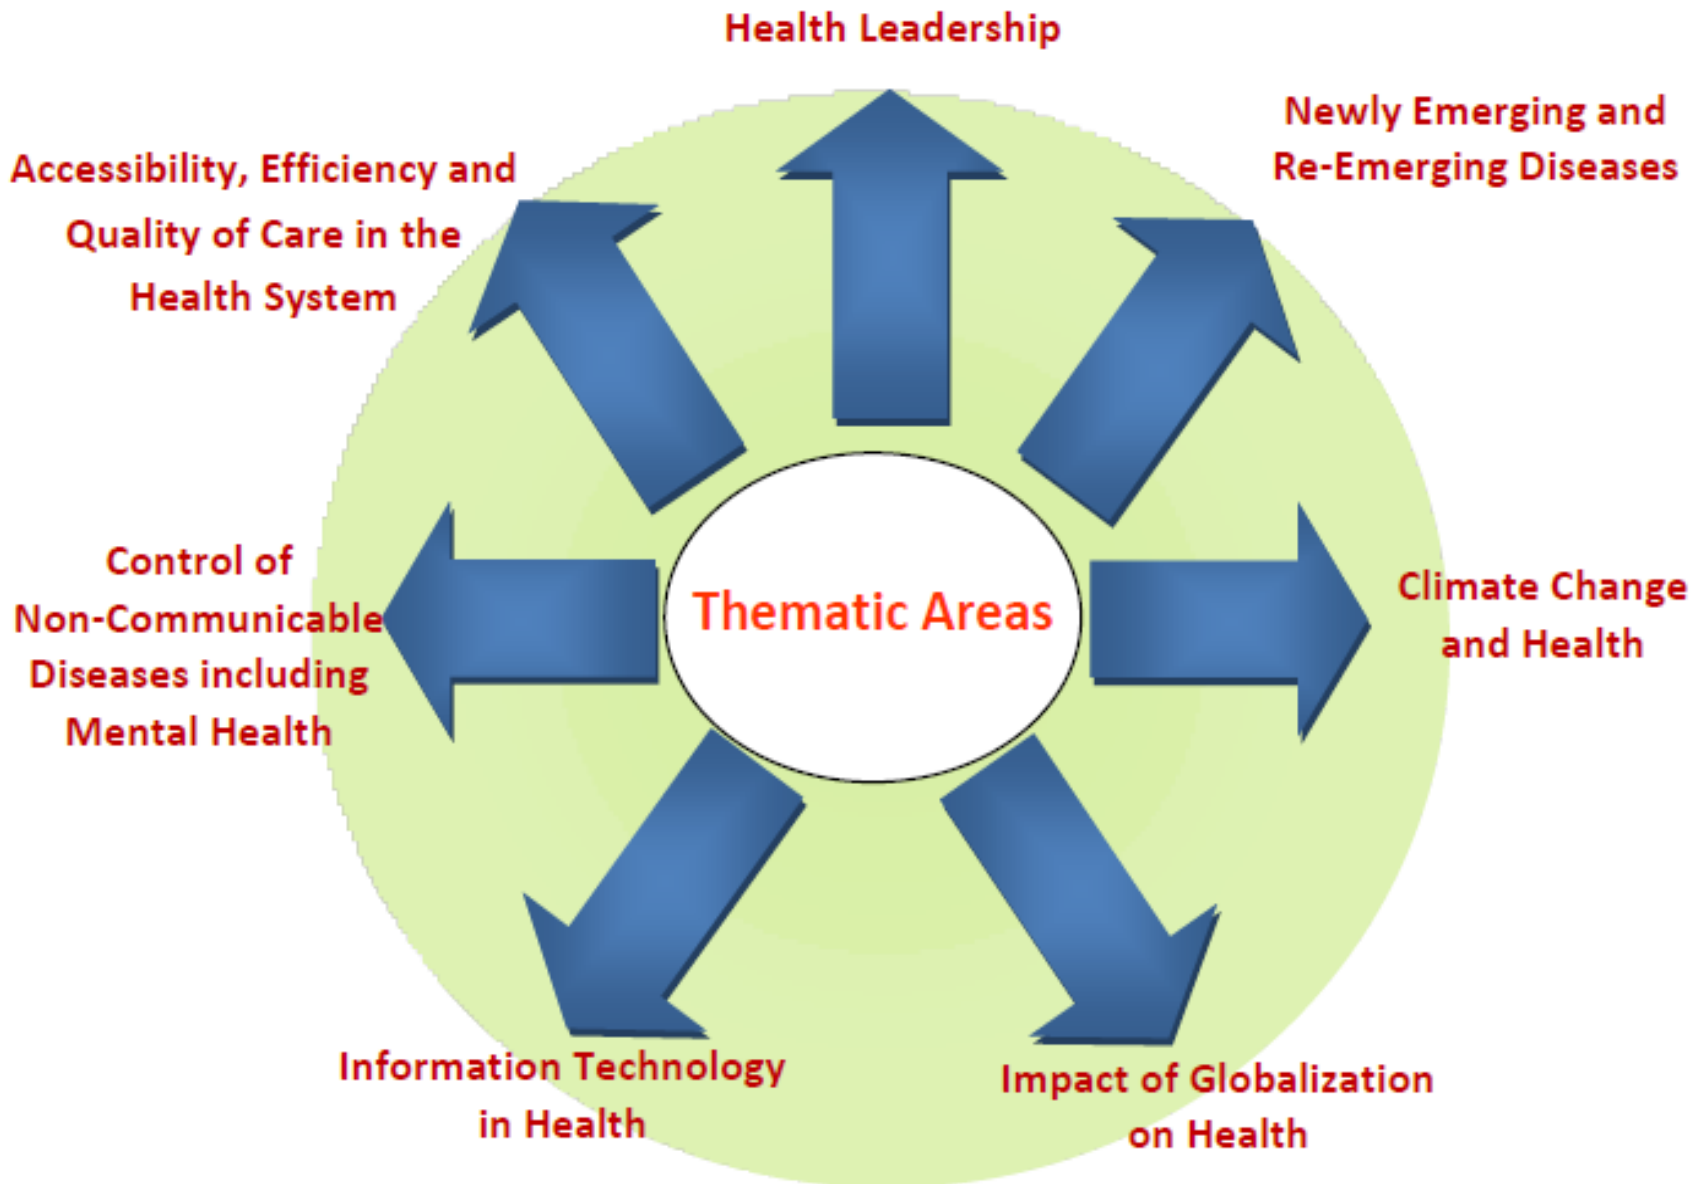 Health Leadership
Newly Emerging and
Re-Emerging Diseases
Accessibility, Efficiency and
Quality of Care in the
Health System
Control of
Non-Communicable
Diseases including
Mental Health
Thematic Areas
Climate Change
and Health
Information Technology
in Health
Impact of Globalization
on Health